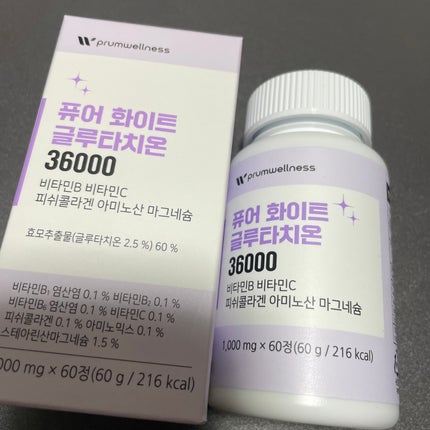 prumwellness
퓨어 화이트
글루타치온
36000
비타민B 비타민C
피쉬콜라겐 아미노산 마그네슘
효모추출물(글루타치온 2.5 %) 60 %
비타민B₁ 염산염 0.1 % 비타민B₂ 0.1 %
비타민B₆ 염산염 0.1 % 비타민C 0.1 %
피쉬콜라겐 0.1 % 아미노믹스 0.1 %
스테아린산마그네슘 1.5 %
000 mg × 60정(60 g / 216 kcal)
prumwellness
퓨어 화이트
글루타치온
36000
비타민B 비타민C
피쉬콜라겐 아미노산 마그네슘
1,000 mg × 60정(60 g / 216 kcal)